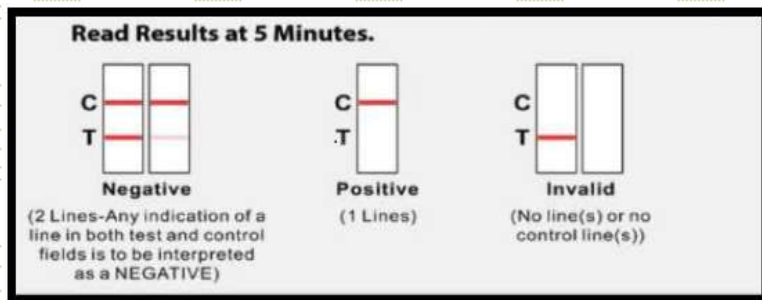 Read Results at 5 Minutes.
C
T
Negative
(2 Lines-Any indication of a
line in both test and control
fields is to be interpreted
as a NEGATIVE)
C
.T
Positive
(1 Lines)
C
T
Invalid
(No line(s) or no
control line(s))